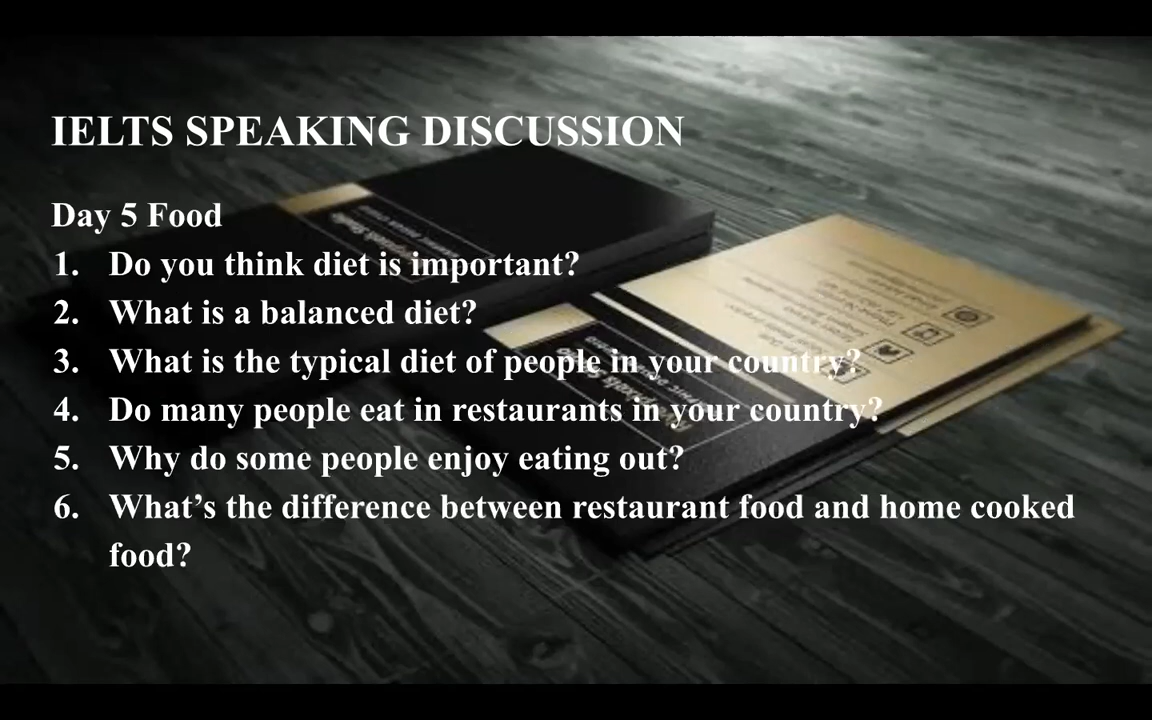 IELTS SPEAKING DISCUSSION
Day 5 Food
1. Do you think diet is important?
2. What is a balanced diet?
3. What is the typical diet of people in your country?
4. Do many people eat in restaurants in your country?
5. Why do some people enjoy eating out?
6. What’s the difference between restaurant food and home cooked
food?